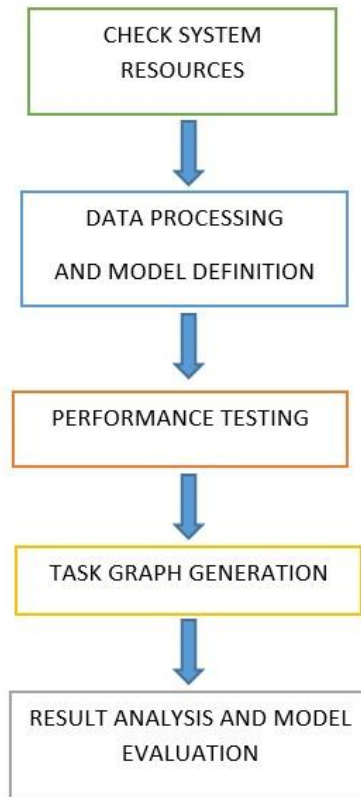 CHECK SYSTEM
RESOURCES
DATA PROCESSING
AND MODEL DEFINITION
PERFORMANCE TESTING
TASK GRAPH GENERATION
RESULT ANALYSIS AND MODEL
EVALUATION